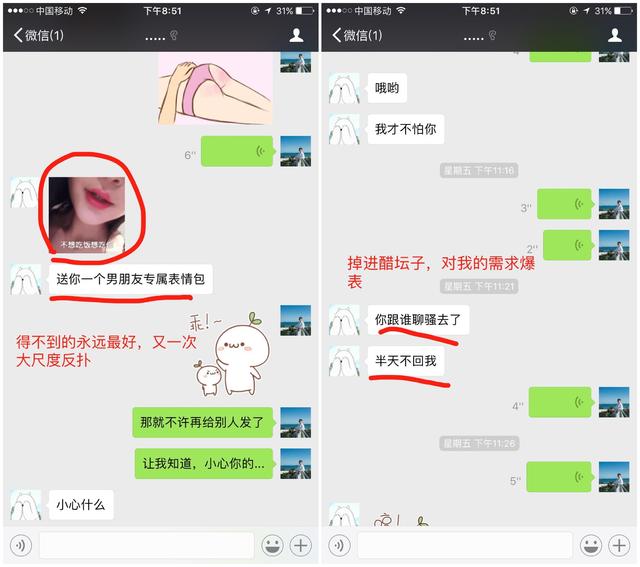 中国移动 下午8:51 31%
微信(1) ..... 
6''
不想吃饭想吃你
送你一个男朋友专属表情包
得不到的永远最好，又一次
大尺度反扑
乖!~
那就不许再给别人发了
让我知道，小心你的...
小心什么
中国移动 下午8:51 31%
微信(1) .....
4''
哦哟
我才不怕你
星期五 下午11:16
3''
2''
掉进醋坛子，对我的需求爆
表
星期五 下午11:21
你跟谁聊骚去了
半天不回我
4''
星期五 下午11:26
5''